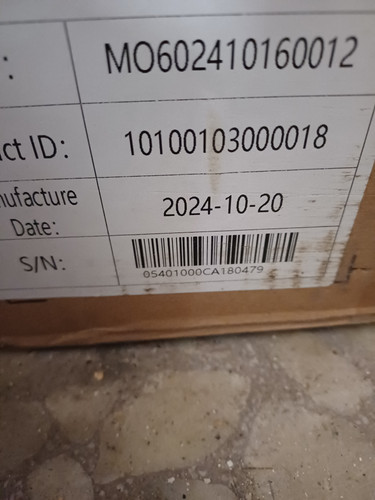 : MO602410160012
ct ID: 10100103000018
nufacture
Date: 2024-10-20
S/N:
05401000CA180479